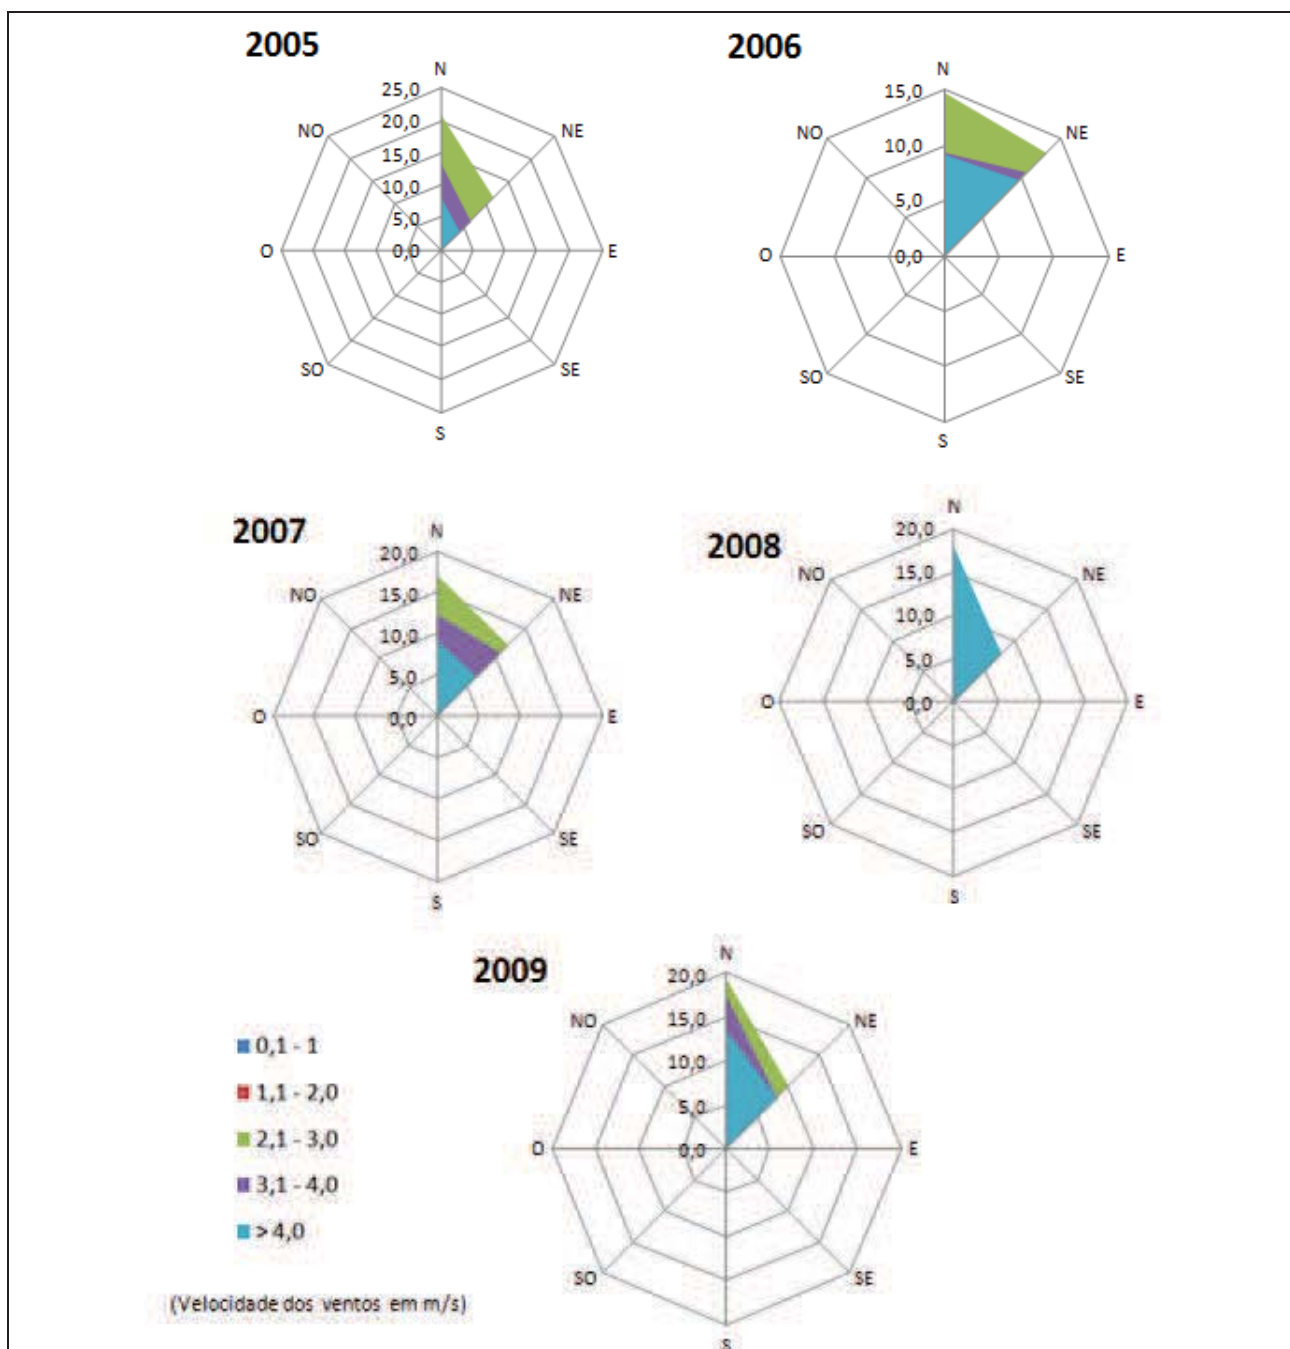 2005
N
25,0
20,0
15,0
10,0
5,0
0,0
NO
NE
O
E
SO
SE
S
2006
N
15,0
10,0
5,0
0,0
NO
NE
O
E
SO
SE
S
2007
N
20,0
15,0
10,0
5,0
0,0
NO
NE
O
E
SO
SE
S
2008
N
20,0
15,0
10,0
5,0
0,0
NO
NE
O
E
SO
SE
S
2009
N
20,0
15,0
10,0
5,0
0,0
NO
NE
O
E
SO
SE
S
0,1 - 1
1,1 - 2,0
2,1 - 3,0
3,1 - 4,0
> 4,0
(Velocidade dos ventos em m/s)